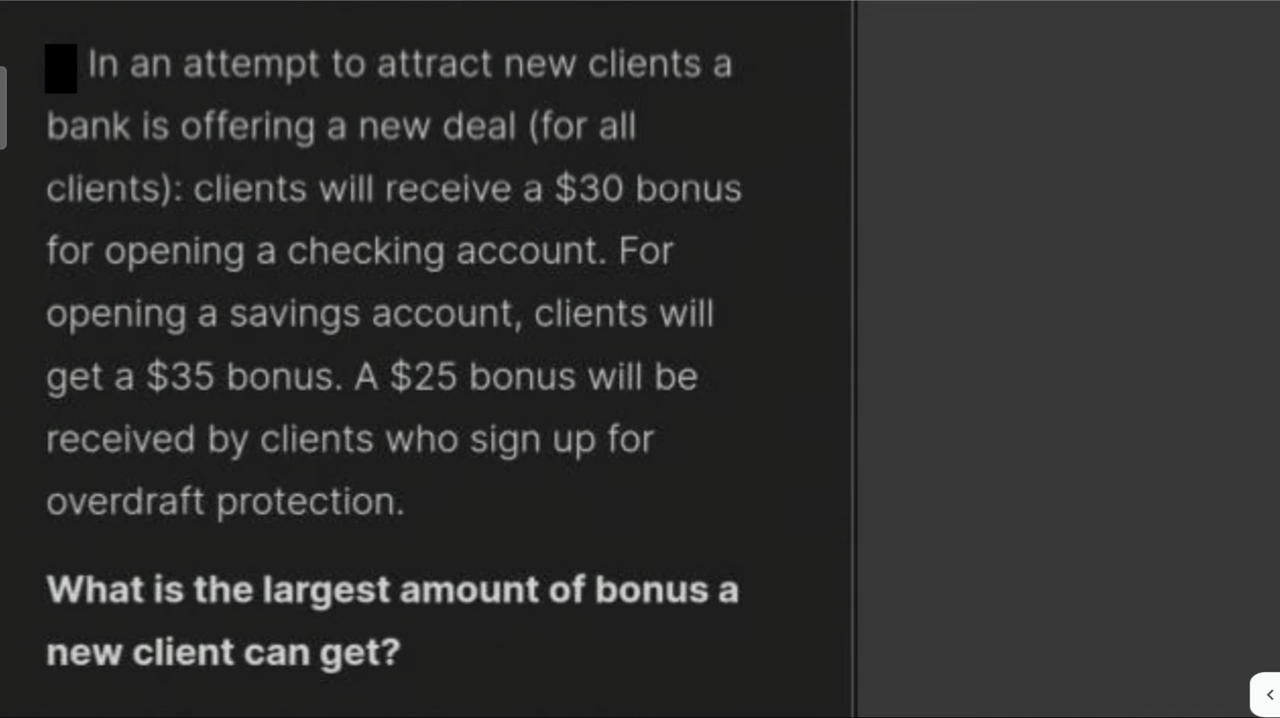 In an attempt to attract new clients a
bank is offering a new deal (for all
clients): clients will receive a $30 bonus
for opening a checking account. For
opening a savings account, clients will
get a $35 bonus. A $25 bonus will be
received by clients who sign up for
overdraft protection.
What is the largest amount of bonus a
new client can get?